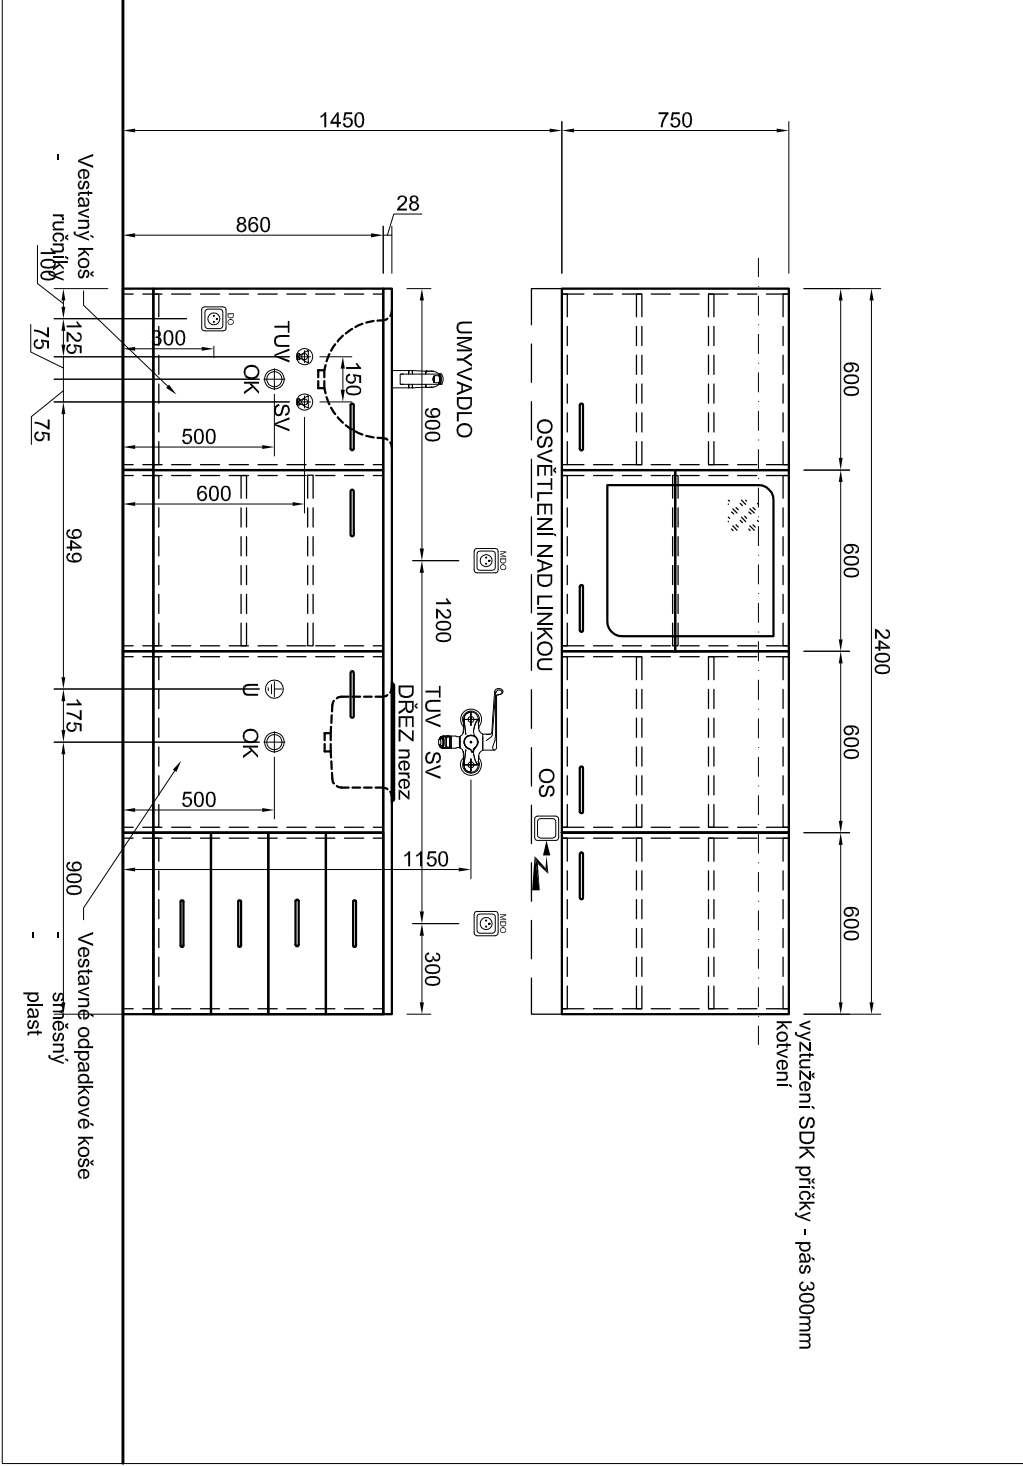 vyztužení SDK příčky - pás 300mm
kotvení
2400
600
600
600
600
750
1450
OSVĚTLENÍ NAD LINKOU
OS
UMYVADLO
MDO
MDO
900
1200
300
TUV
SV
DŘEZ nerez
28
860
1150
150
TUV
SV
OK
DO
300
500
600
U
OK
500
100
125
75
75
949
175
900
Vestavný koš
-
ručníky
Vestavné odpadkové koše
-
směsný
-
plast